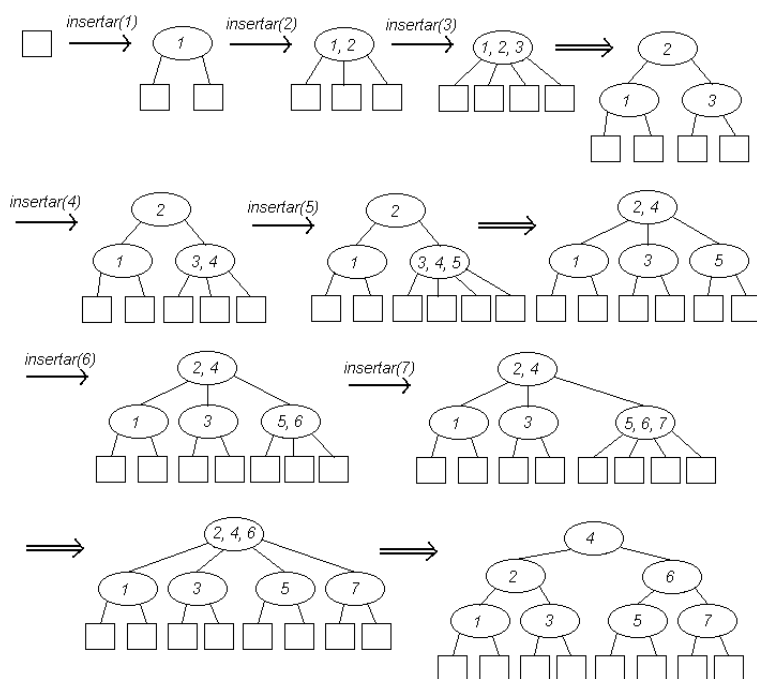 insertar(1) insertar(2) insertar(3)
1 1, 2 1, 2, 3 2
1 3
insertar(4) insertar(5)
2 2 2, 4
1 3, 4 1 3, 4, 5 1 3 5
insertar(6) insertar(7)
2, 4 2, 4
1 3 5, 6 1 3 5, 6, 7
2, 4, 6 4
1 3 5 7 2 6
1 3 5 7